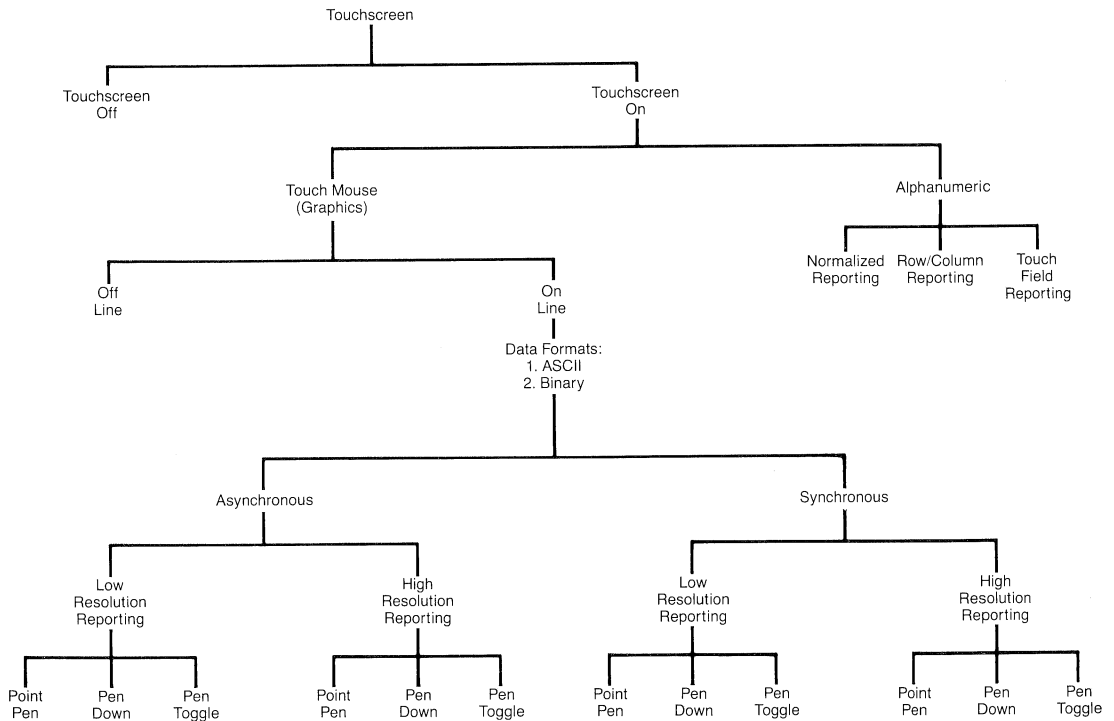 Touchscreen
Touchscreen
Off
Touchscreen
On
Touch Mouse
(Graphics)
Alphanumeric
Normalized
Reporting
Row/Column
Reporting
Touch
Field
Reporting
Off
Line
On
Line
Data Formats:
1. ASCII
2. Binary
Asynchronous
Synchronous
Low
Resolution
Reporting
High
Resolution
Reporting
Low
Resolution
Reporting
High
Resolution
Reporting
Point
Pen
Pen
Down
Pen
Toggle
Point
Pen
Pen
Down
Pen
Toggle
Point
Pen
Pen
Down
Pen
Toggle
Point
Pen
Pen
Down
Pen
Toggle